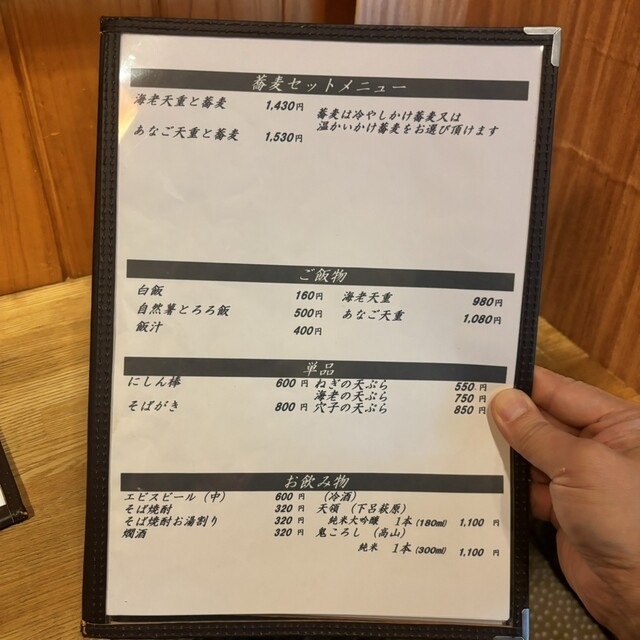 蕎麦セットメニュー
海老天重と蕎麦 1,430円
あなご天重と蕎麦 1,530円
蕎麦は冷やしかけ蕎麦又は
温かいかけ蕎麦をお選び頂けます
ご飯物
白飯 160円 海老天重 980円
自然薯とろろ飯 500円 あなご天重 1,080円
飯汁 400円
単品
にしん棒 600円 ねぎの天ぷら 550円
海老の天ぷら 750円
そばがき 800円 穴子の天ぷら 850円
お飲み物
エビスビール(中) 600円 (冷酒)
そば焼酎 320円 天領 (下呂萩原)
そば焼酎お湯割り 320円 純米大吟醸 1本(180ml) 1,100円
燗酒 320円 鬼ころし (高山)
純米 1本(300ml) 1,100円